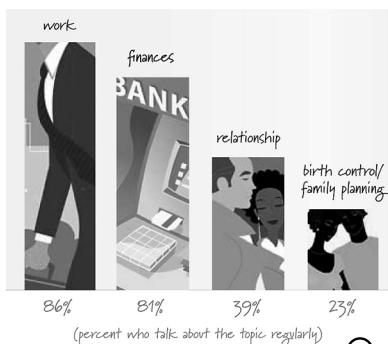 work
finances
BANK
relationship
birth control/
family planning
86%
81%
39%
23%
(percent who talk about the topic regularly)